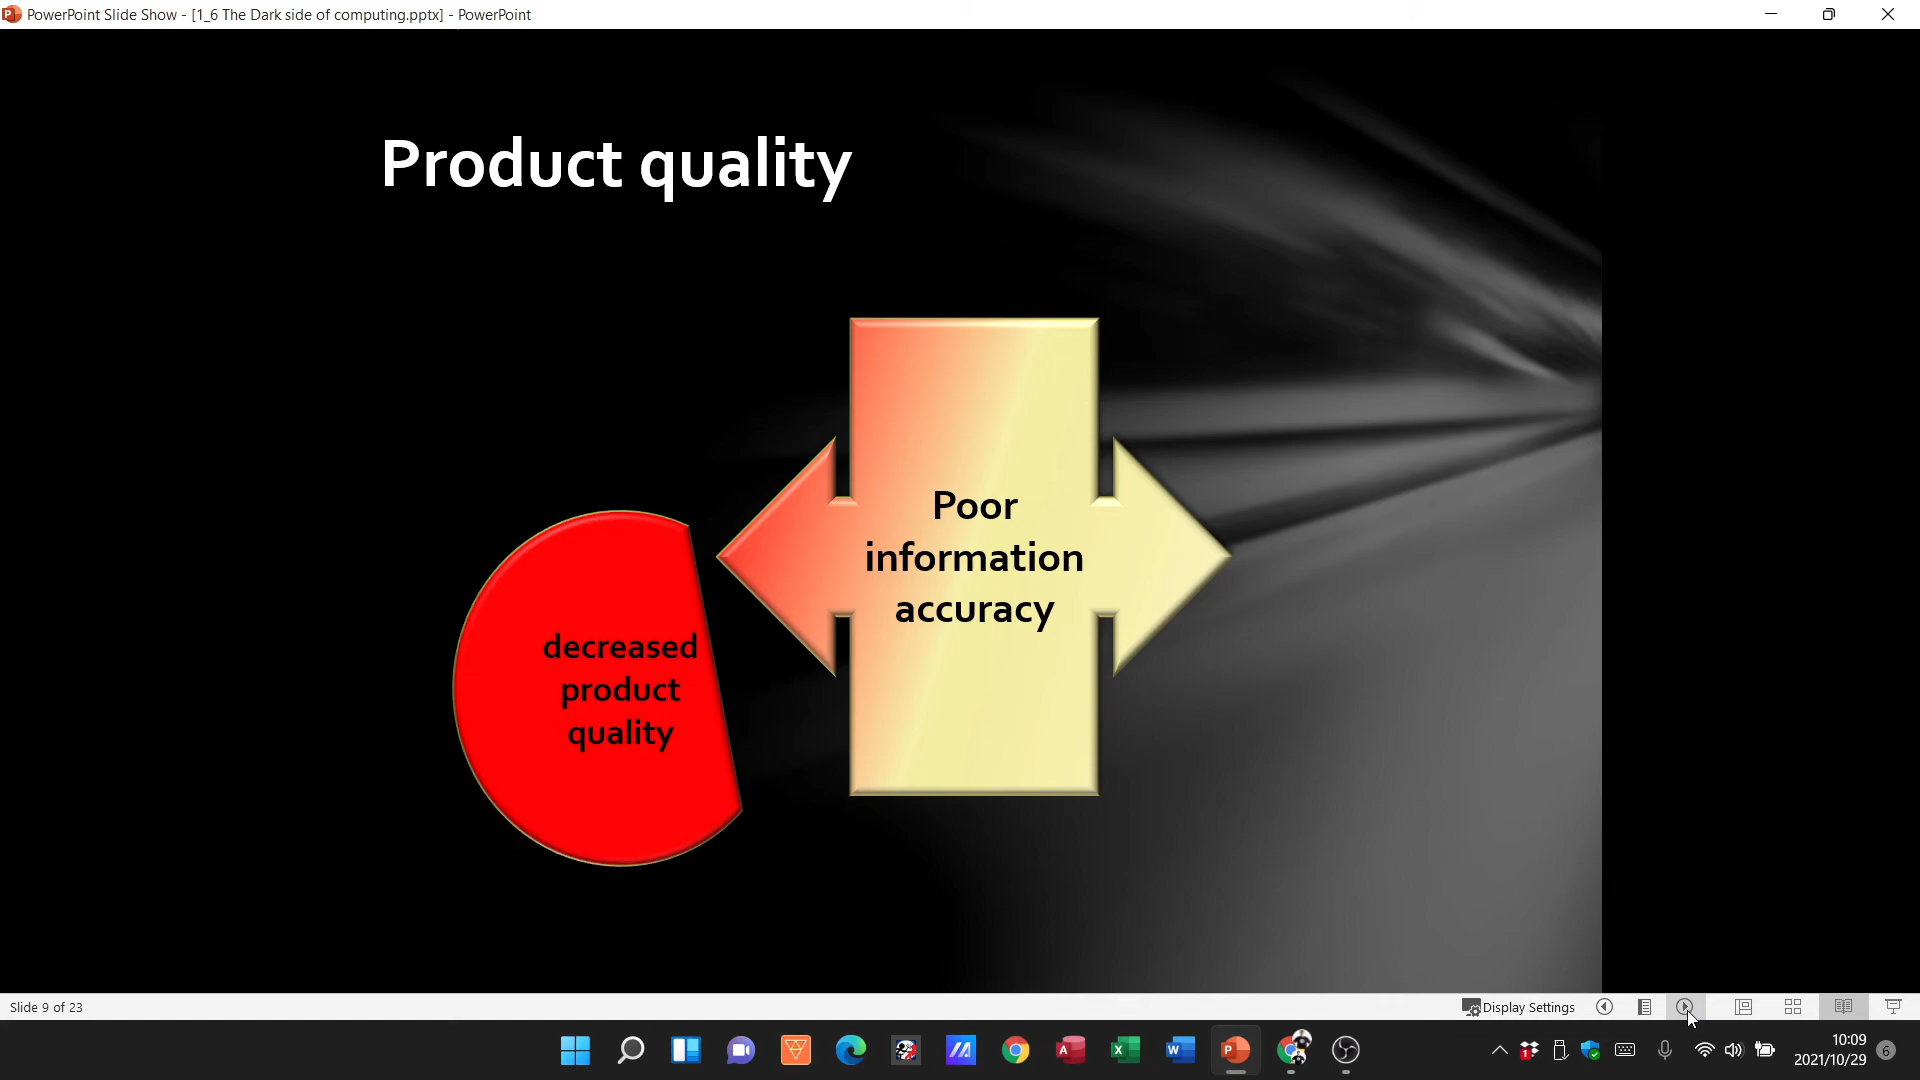 PowerPoint Slide Show - [1_6 The Dark side of computing.pptx] - PowerPoint
Product quality
Poor
information
accuracy
decreased
product
quality
Slide 9 of 23
Display Settings
10:09
2021/10/29
6